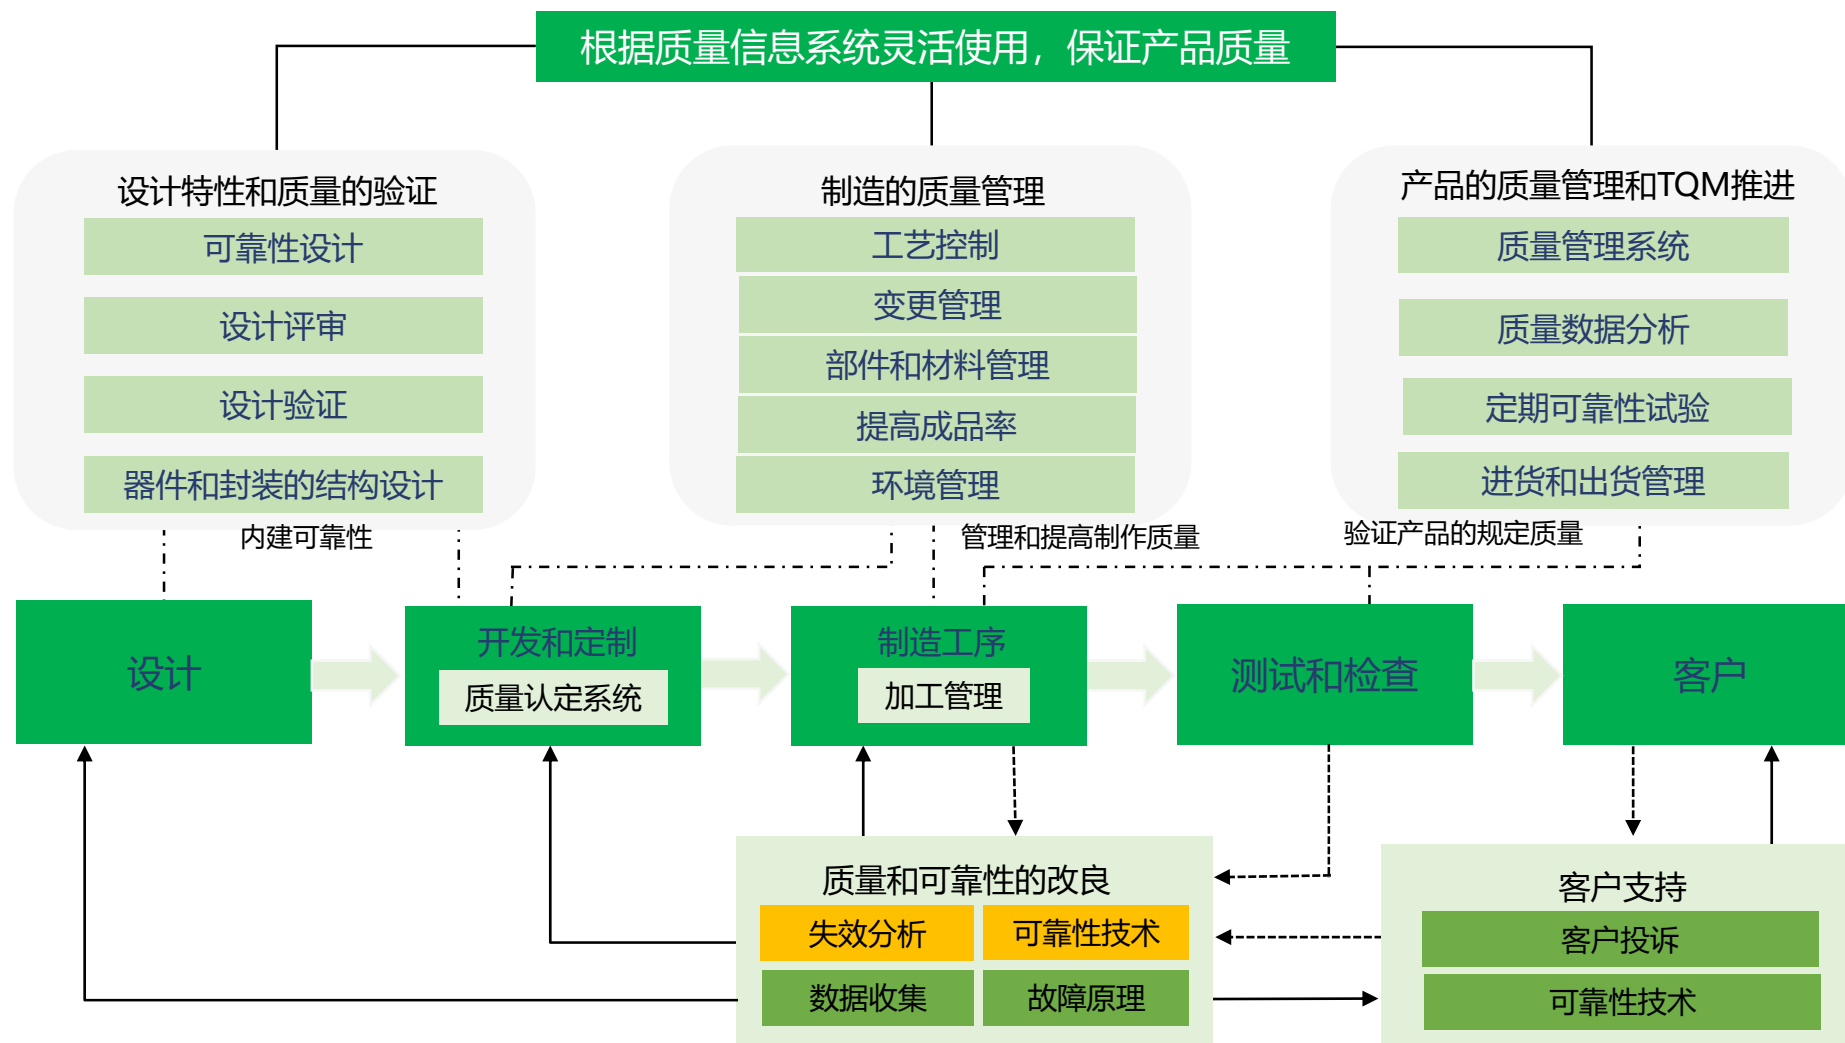 根据质量信息系统灵活使用，保证产品质量
设计特性和质量的验证
可靠性设计
设计评审
设计验证
器件和封装的结构设计
制造的质量管理
工艺控制
变更管理
部件和材料管理
提高成品率
环境管理
产品的质量管理和TQM推进
质量管理系统
质量数据分析
定期可靠性试验
进货和出货管理
内建可靠性
管理和提高制作质量
验证产品的规定质量
设计
开发和定制
质量认定系统
制造工序
加工管理
测试和检查
客户
质量和可靠性的改良
失效分析
可靠性技术
数据收集
故障原理
客户支持
客户投诉
可靠性技术